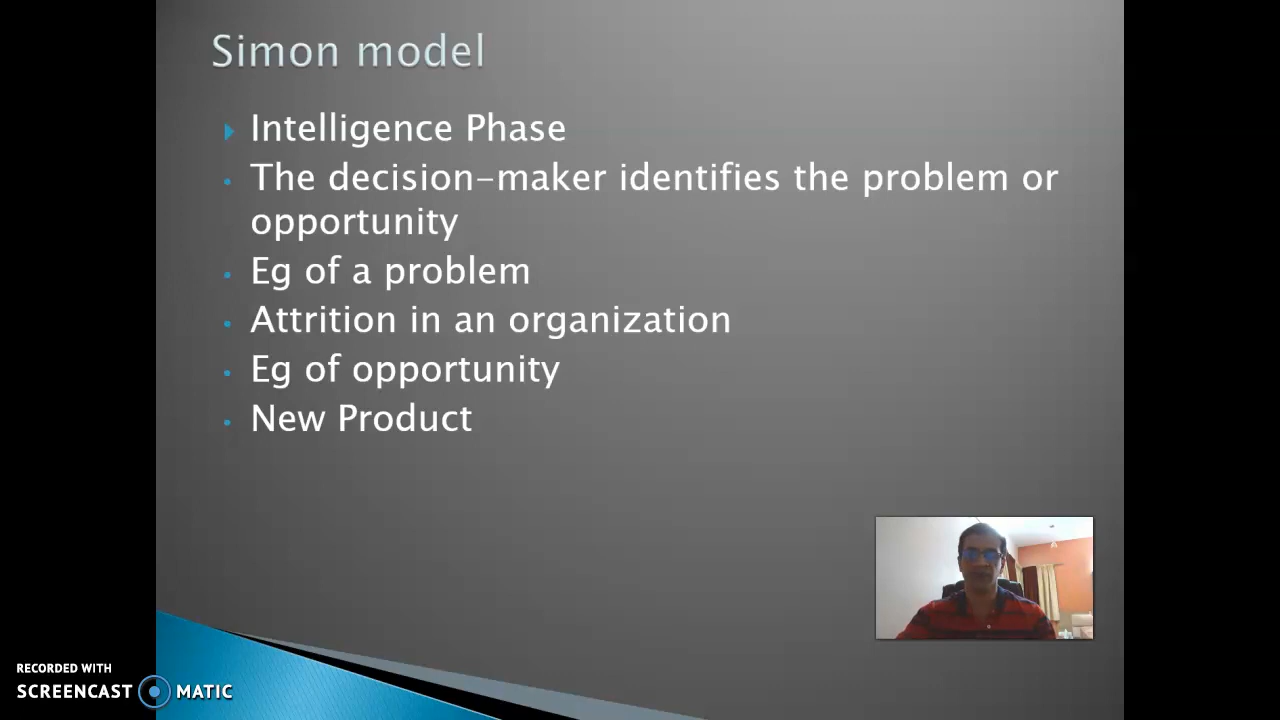 Simon model
Intelligence Phase
The decision-maker identifies the problem or
opportunity
Eg of a problem
Attrition in an organization
Eg of opportunity
New Product
RECORDED WITH
SCREENCAST MATIC